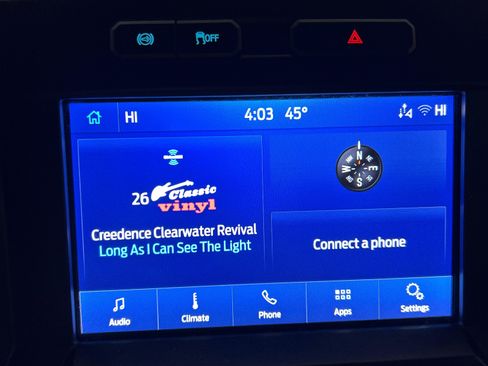 OFF
HI 4:03 45° HI
26 Classic
vinyl
Creedence Clearwater Revival
Long As I Can See The Light
N
W E
S
Connect a phone
Audio Climate Phone Apps Settings